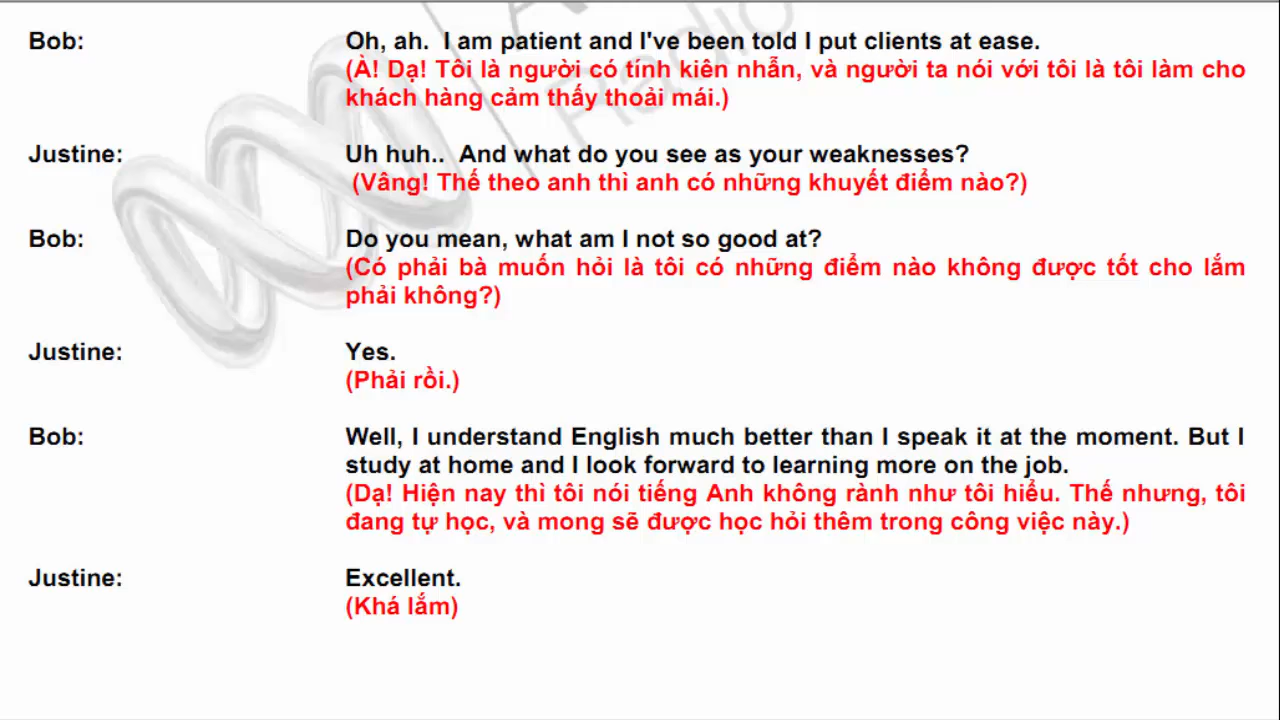 Bob: Oh, ah. I am patient and I've been told I put clients at ease.
(À! Dạ! Tôi là người có tính kiên nhẫn, và người ta nói với tôi là tôi làm cho
khách hàng cảm thấy thoải mái.)
Justine: Uh huh.. And what do you see as your weaknesses?
(Vâng! Thế theo anh thì anh có những khuyết điểm nào?)
Bob: Do you mean, what am I not so good at?
(Có phải bà muốn hỏi là tôi có những điểm nào không được tốt cho lắm
phải không?)
Justine: Yes.
(Phải rồi.)
Bob: Well, I understand English much better than I speak it at the moment. But I
study at home and I look forward to learning more on the job.
(Dạ! Hiện nay thì tôi nói tiếng Anh không rành như tôi hiểu. Thế nhưng, tôi
đang tự học, và mong sẽ được học hỏi thêm trong công việc này.)
Justine: Excellent.
(Khá lắm)
Radio